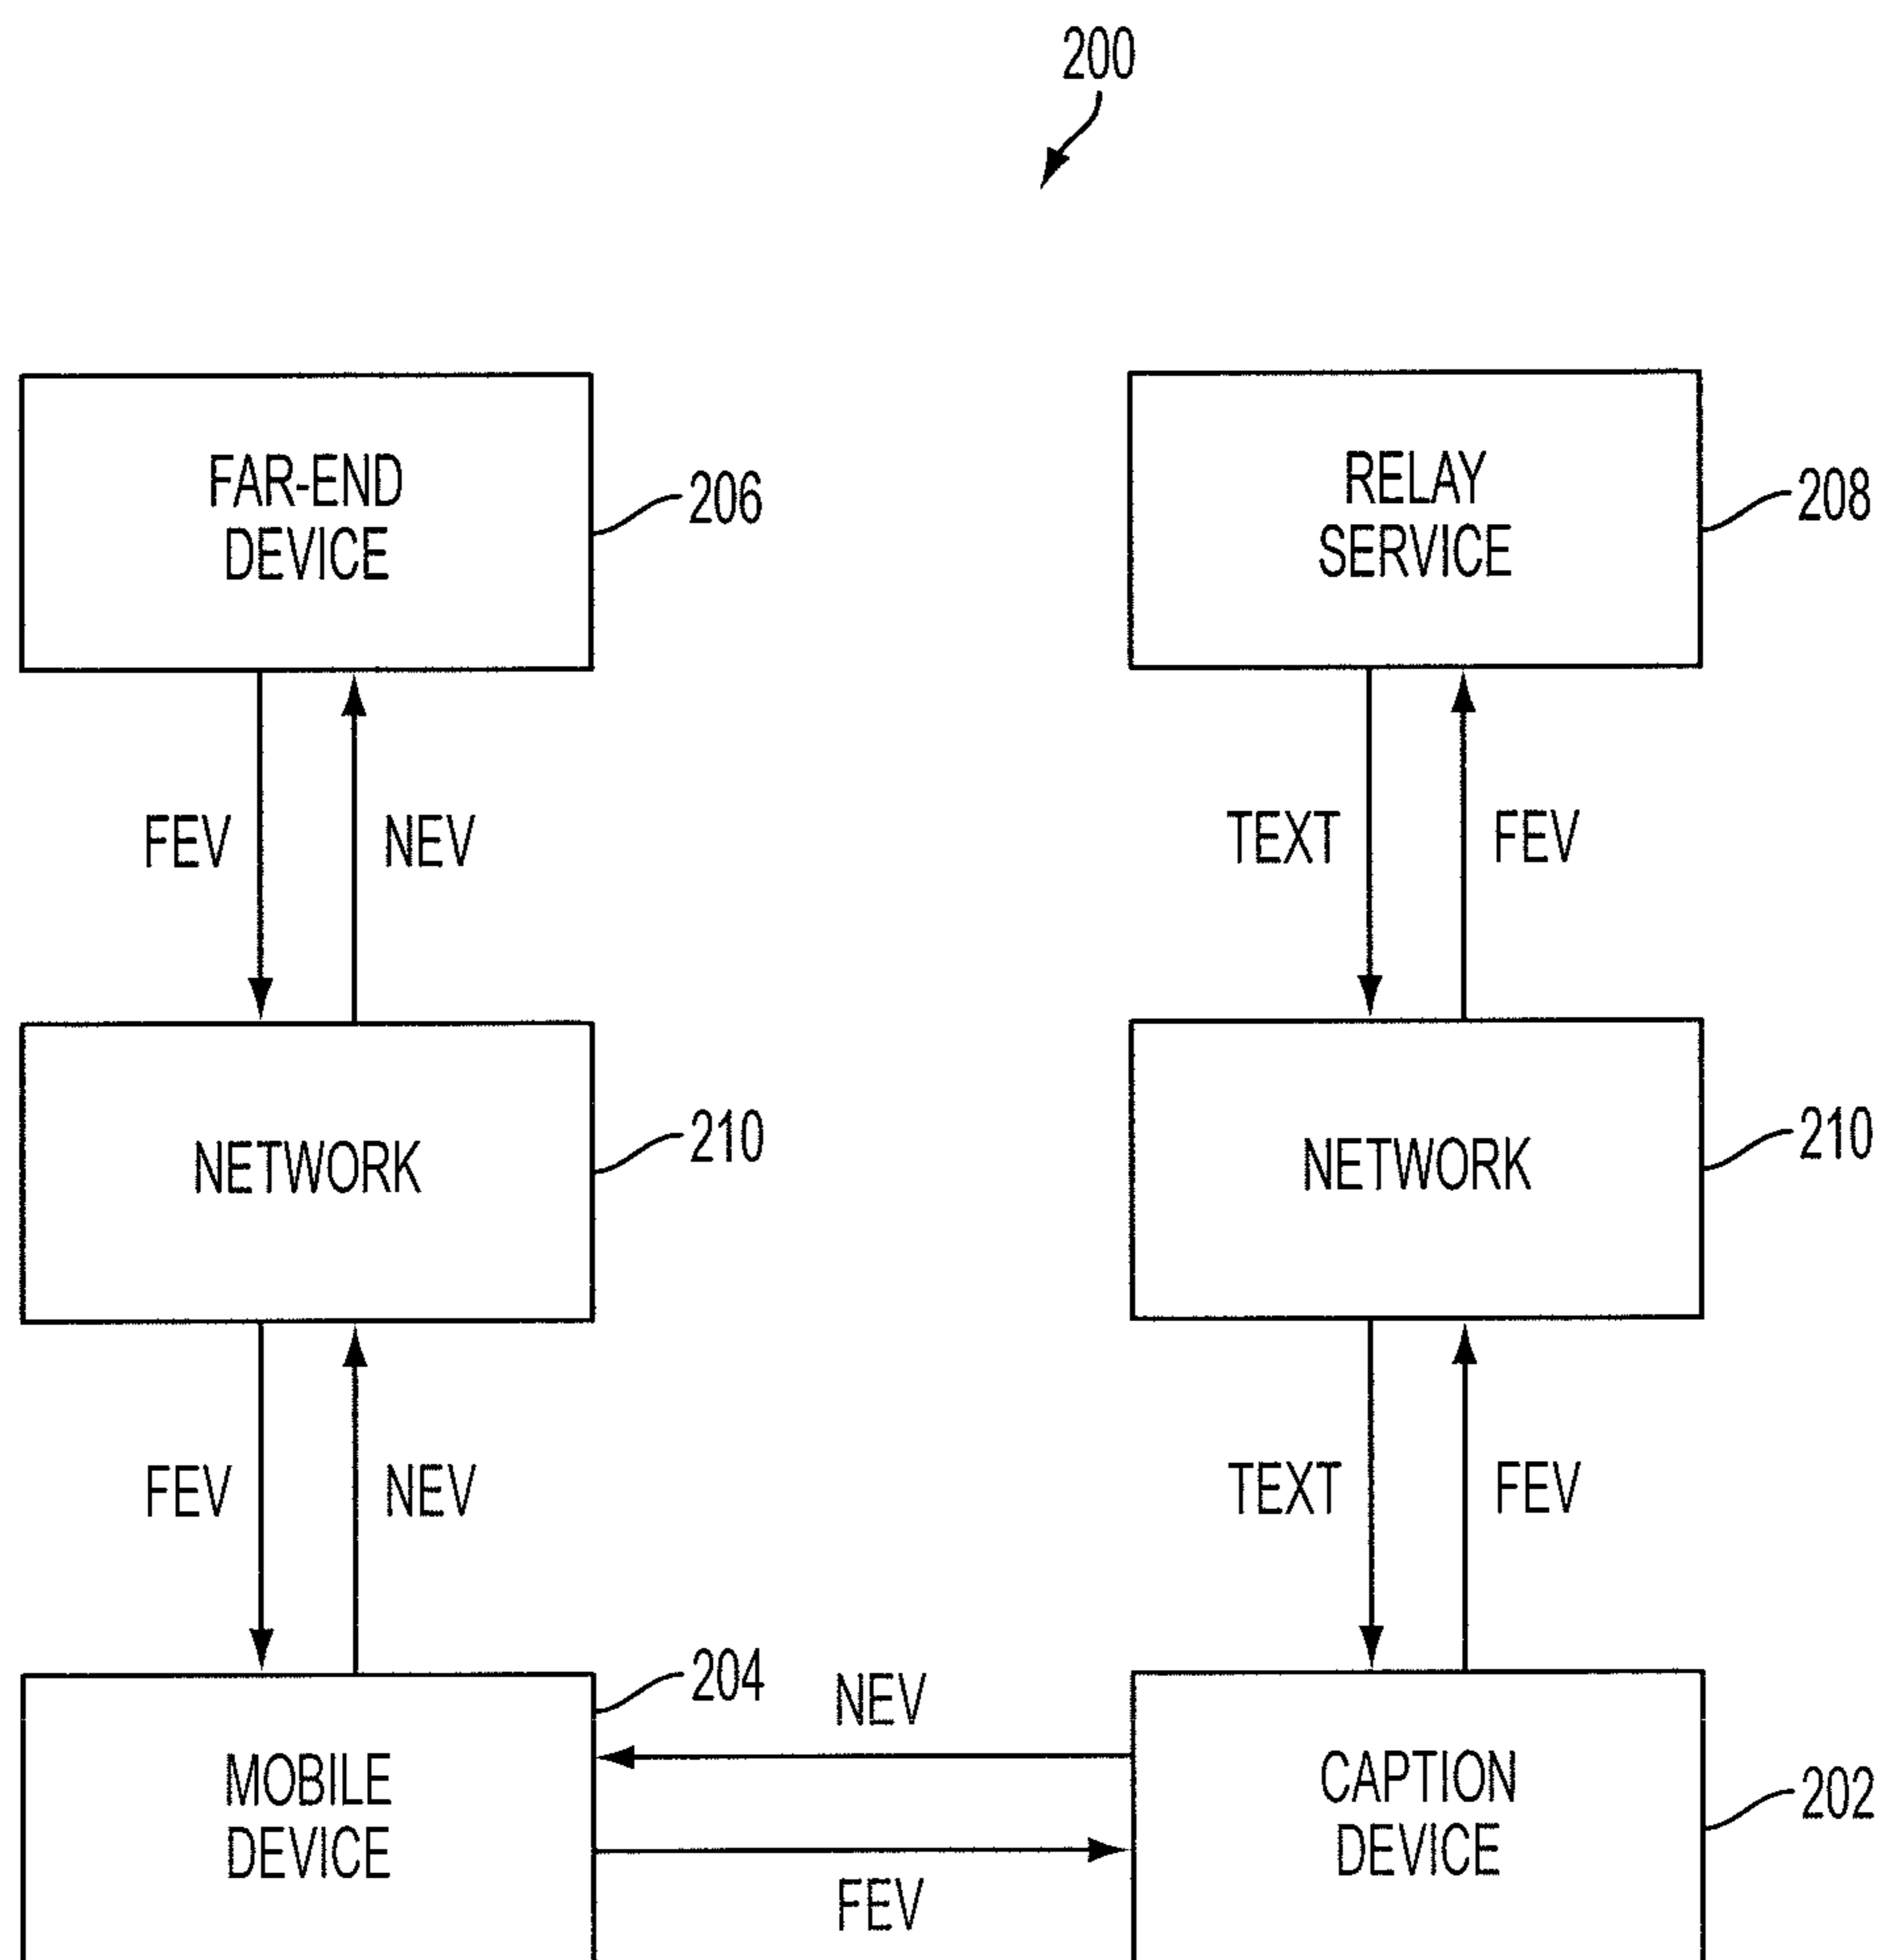 200
FAR-END
DEVICE
206
RELAY
SERVICE
208
FEV
NEV
TEXT
FEV
NETWORK
210
NETWORK
210
FEV
NEV
TEXT
FEV
204
NEV
MOBILE
DEVICE
CAPTION
DEVICE
202
FEV